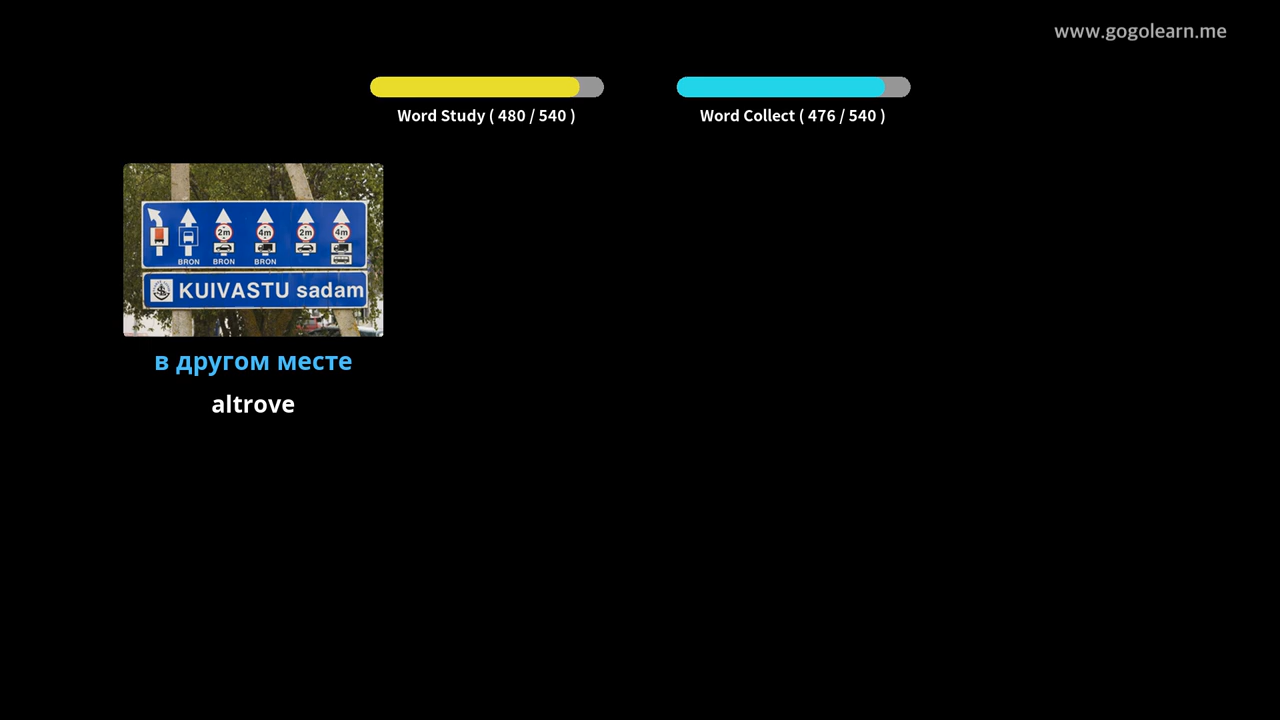 www.gogolearn.me
Word Study ( 480 / 540 )
Word Collect ( 476 / 540 )
2m 4m 2m 4m
BRON BRON BRON
KUIVASTU sadam
в другом месте
altrove